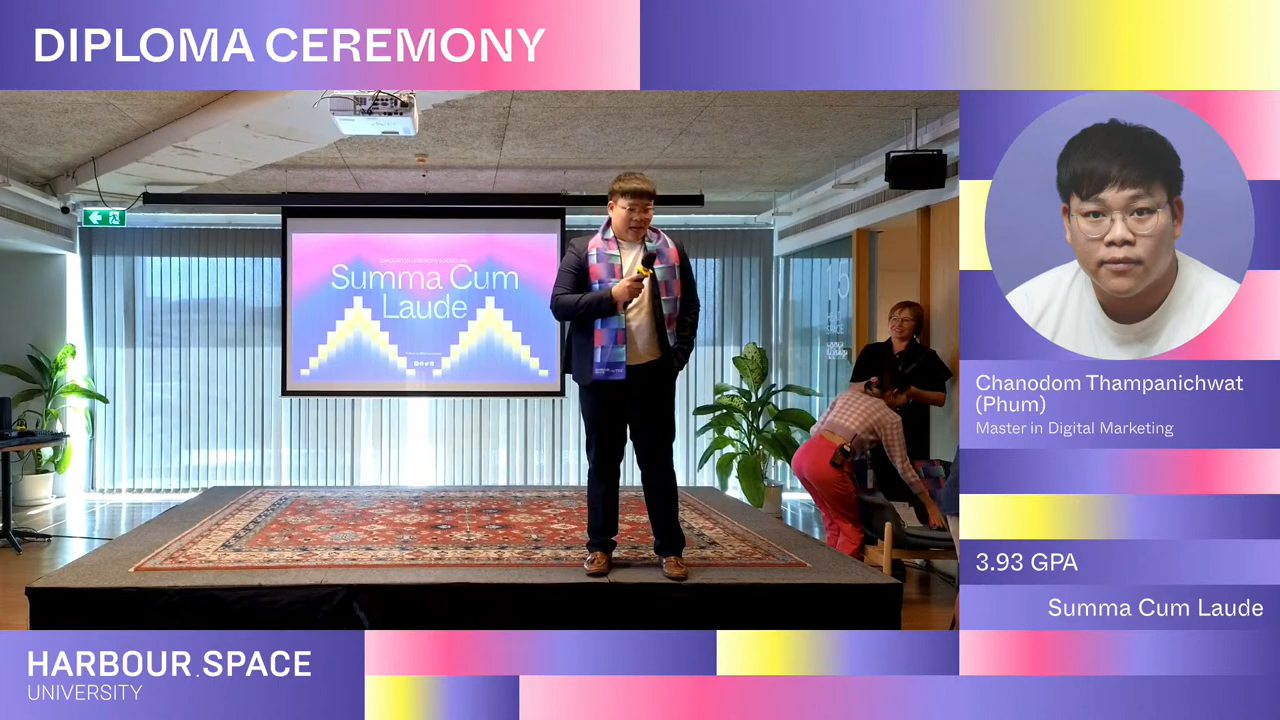 DIPLOMA CEREMONY
Summa Cum
Laude
Chanodom Thampanichwat
(Phum)
Master in Digital Marketing
3.93 GPA
Summa Cum Laude
HARBOUR.SPACE
UNIVERSITY